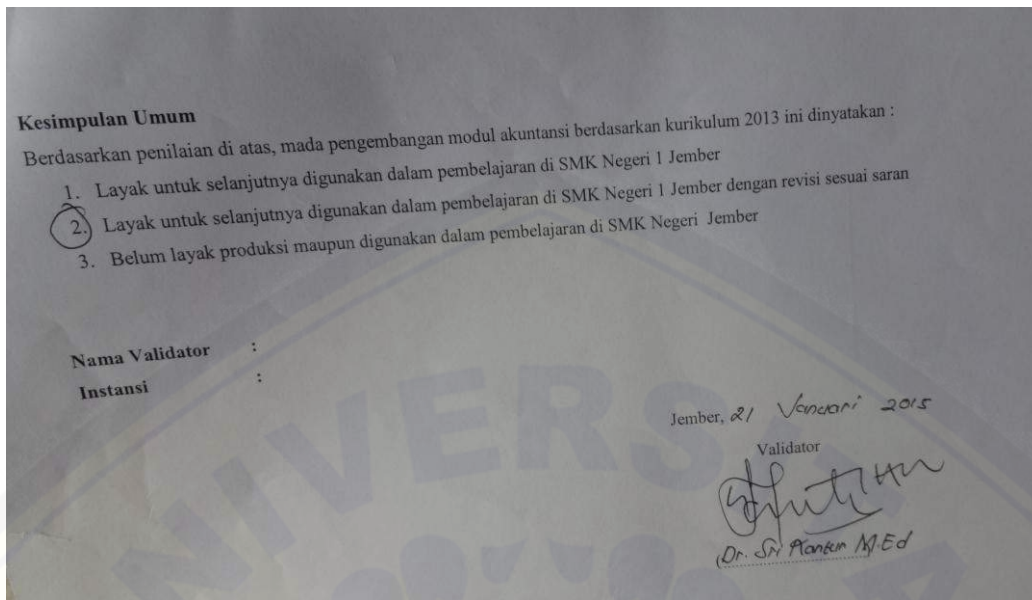 Kesimpulan Umum
Berdasarkan penilaian di atas, mada pengembangan modul akuntansi berdasarkan kurikulum 2013 ini dinyatakan :
1. Layak untuk selanjutnya digunakan dalam pembelajaran di SMK Negeri 1 Jember
2. Layak untuk selanjutnya digunakan dalam pembelajaran di SMK Negeri 1 Jember dengan revisi sesuai saran
3. Belum layak produksi maupun digunakan dalam pembelajaran di SMK Negeri Jember
Nama Validator :
Instansi :
Jember, 21 Januari 2015
Validator
(Dr. Sri Kantun M.Ed